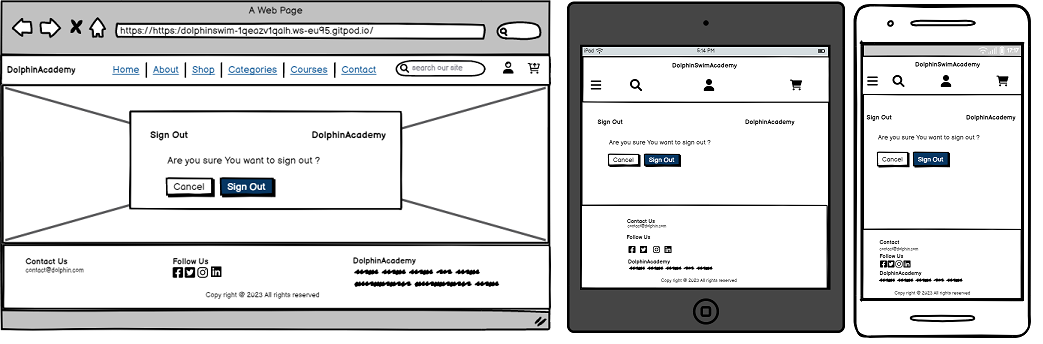 A Web Page
https://https:/dolphinswim-1qeozv1qalh.ws-eu95.gitpod.io/
DolphinAcademy
Home
About
Shop
Categories
Courses
Contact
search our site
Sign Out
DolphinAcademy
Are you sure You want to sign out ?
Cancel
Sign Out
Contact Us
contact@dolphin.com
Follow Us
DolphinAcademy
Copy right @ 2023 All rights reserved
iPod
5:14 PM
DolphinSwimAcademy
Sign Out
DolphinAcademy
Are you sure You want to sign out ?
Cancel
Sign Out
Contact Us
contact@dolphin.com
Follow Us
DolphinAcademy
Copy right @ 2023 All rights reserved
17:17
DolphinSwimAcademy
Sign Out
DolphinAcademy
Are you sure You want to sign out ?
Cancel
Sign Out
Contact
contact@dolphin.com
Follow Us
DolphinAcademy
Copy right @ 2023 All rights reserved